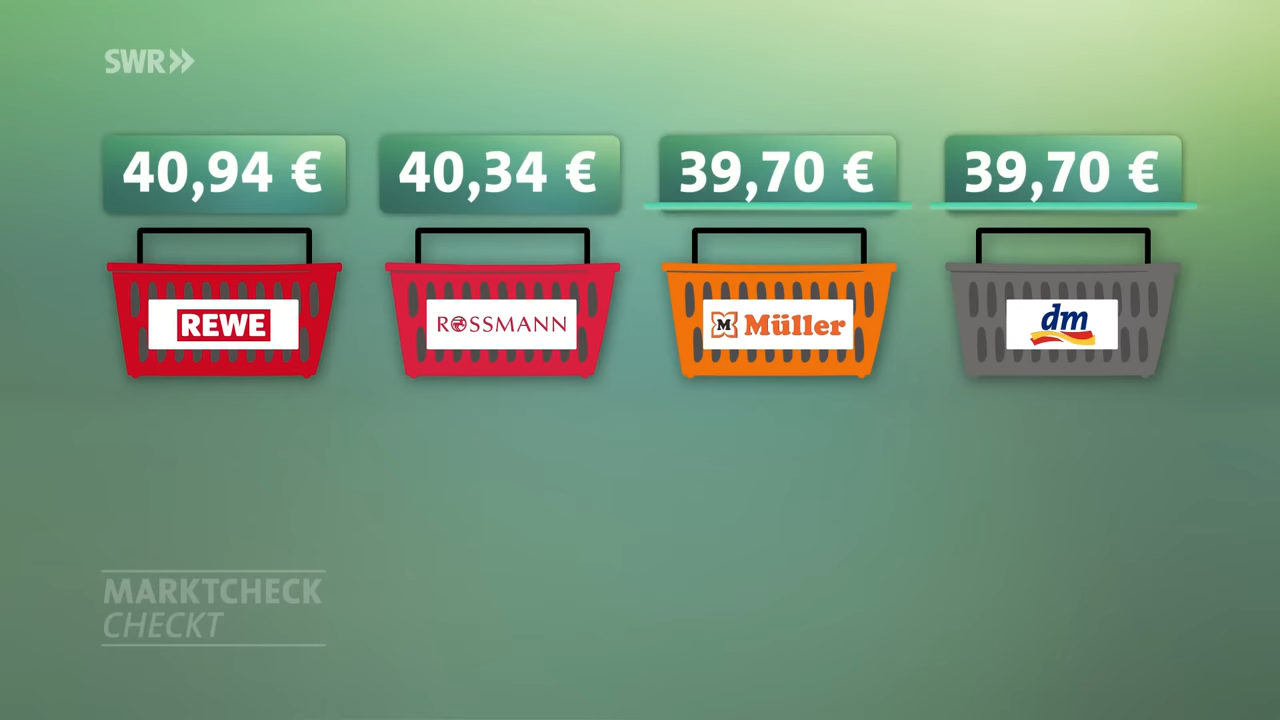 SWR»
40,94 €
40,34 €
39,70 €
39,70 €
REWE
ROSSMANN
M Müller
dm
MARKTCHECK
CHECKT